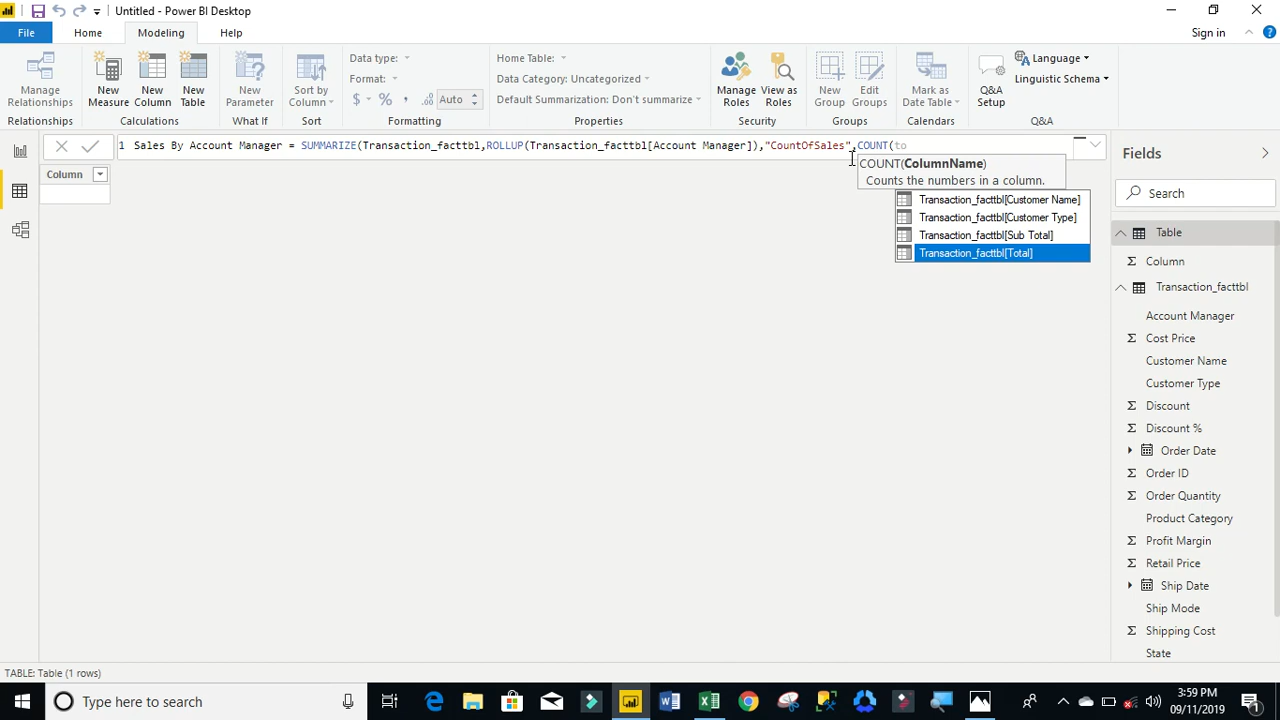 Untitled - Power BI Desktop
File
Home
Modeling
Help
Sign in
Manage Relationships
Relationships
New Measure
New Column
New Table
Calculations
New Parameter
What If
Sort by Column
Sort
Data type:
Format:
$ % , .00 Auto
Formatting
Home Table:
Data Category: Uncategorized
Default Summarization: Don't summarize
Properties
Manage Roles
View as Roles
Security
New Group
Edit Groups
Groups
Mark as Date Table
Calendars
Q&A Setup
Language
Linguistic Schema
Q&A
1 Sales By Account Manager = SUMMARIZE(Transaction_facttbl,ROLLUP(Transaction_facttbl[Account Manager]),"CountOfSales",COUNT(to
COUNT(ColumnName)
Counts the numbers in a column.
Transaction_facttbl[Customer Name]
Transaction_facttbl[Customer Type]
Transaction_facttbl[Sub Total]
Transaction_facttbl[Total]
Column
Fields
Search
Table
Column
Transaction_facttbl
Account Manager
Cost Price
Customer Name
Customer Type
Discount
Discount %
Order Date
Order ID
Order Quantity
Product Category
Profit Margin
Retail Price
Ship Date
Ship Mode
Shipping Cost
State
TABLE: Table (1 rows)
Type here to search
3:59 PM
09/11/2019
1